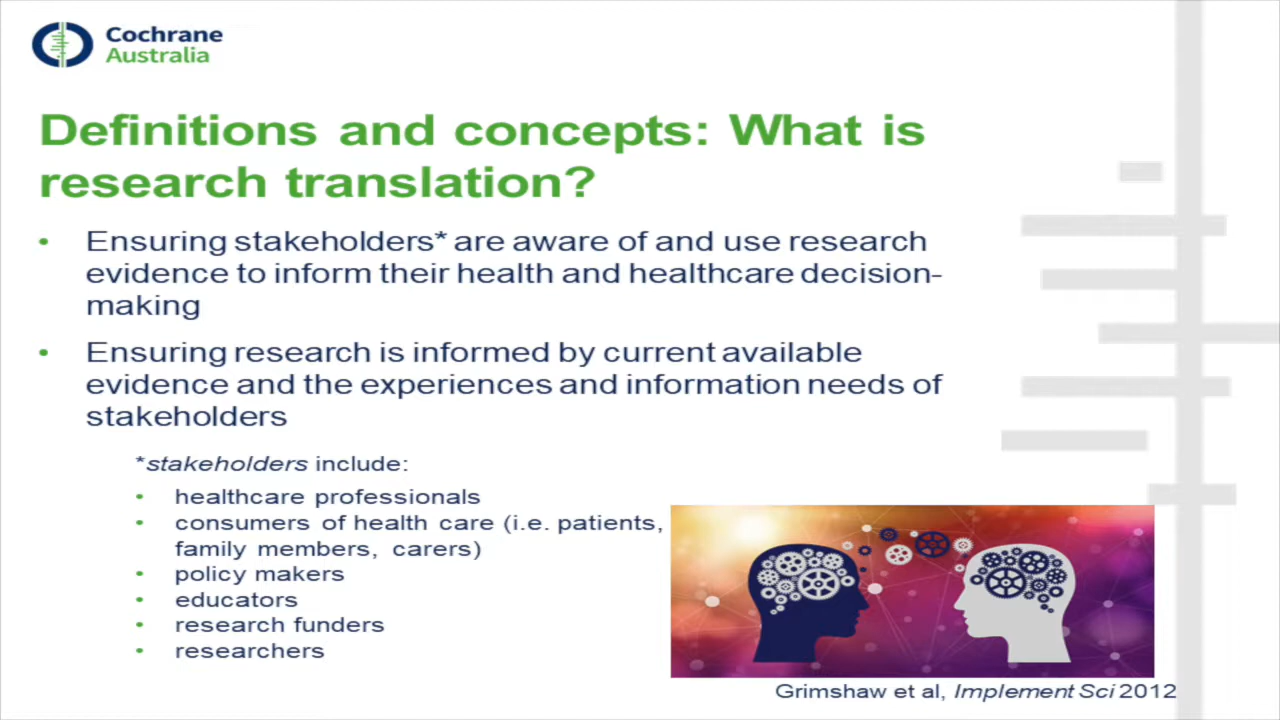 Cochrane
Australia
Definitions and concepts: What is
research translation?
• Ensuring stakeholders* are aware of and use research
evidence to inform their health and healthcare decision-
making
• Ensuring research is informed by current available
evidence and the experiences and information needs of
stakeholders
*stakeholders include:
• healthcare professionals
• consumers of health care (i.e. patients,
family members, carers)
• policy makers
• educators
• research funders
• researchers
Grimshaw et al, Implement Sci 2012